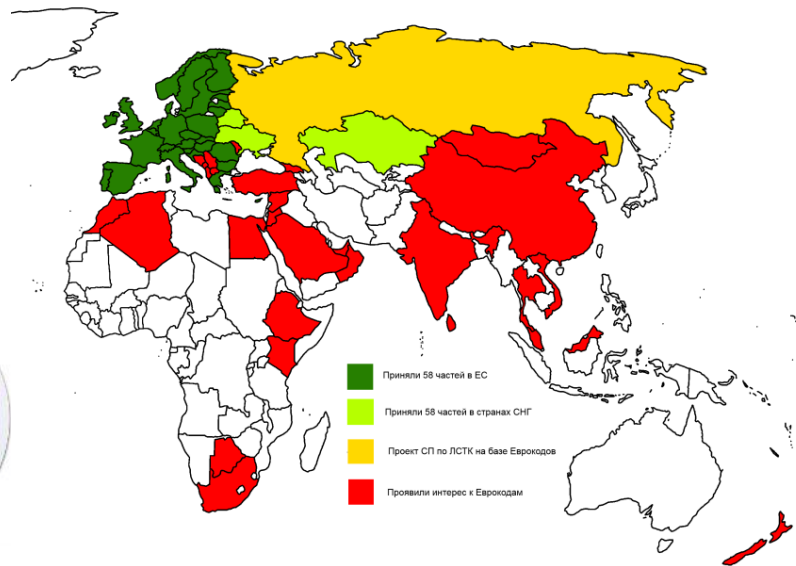 Приняли 58 частей в ЕС
Приняли 58 частей в странах СНГ
Проект СП по ЛСТК на базе Еврокодов
Проявили интерес к Еврокодам